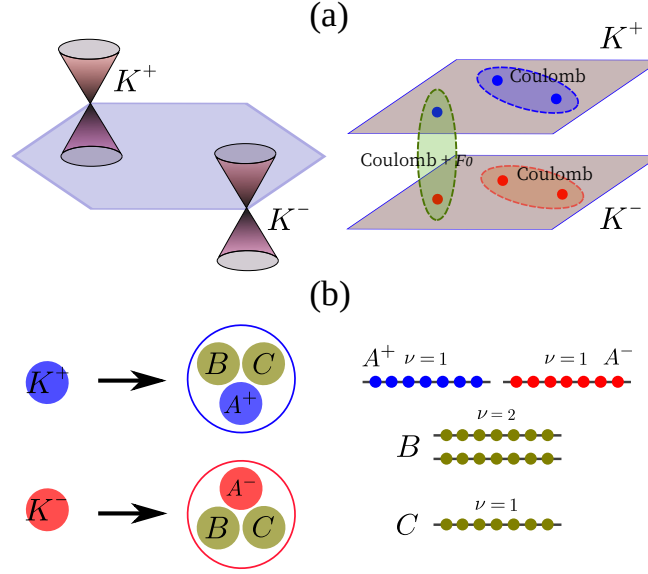 (a)
K⁺
K⁻
K⁺
Coulomb
Coulomb + F0
Coulomb
K⁻
(b)
K⁺
B C
A⁺
K⁻
A⁻
B C
A⁺ ν = 1
ν = 1 A⁻
ν = 2
B
ν = 1
C